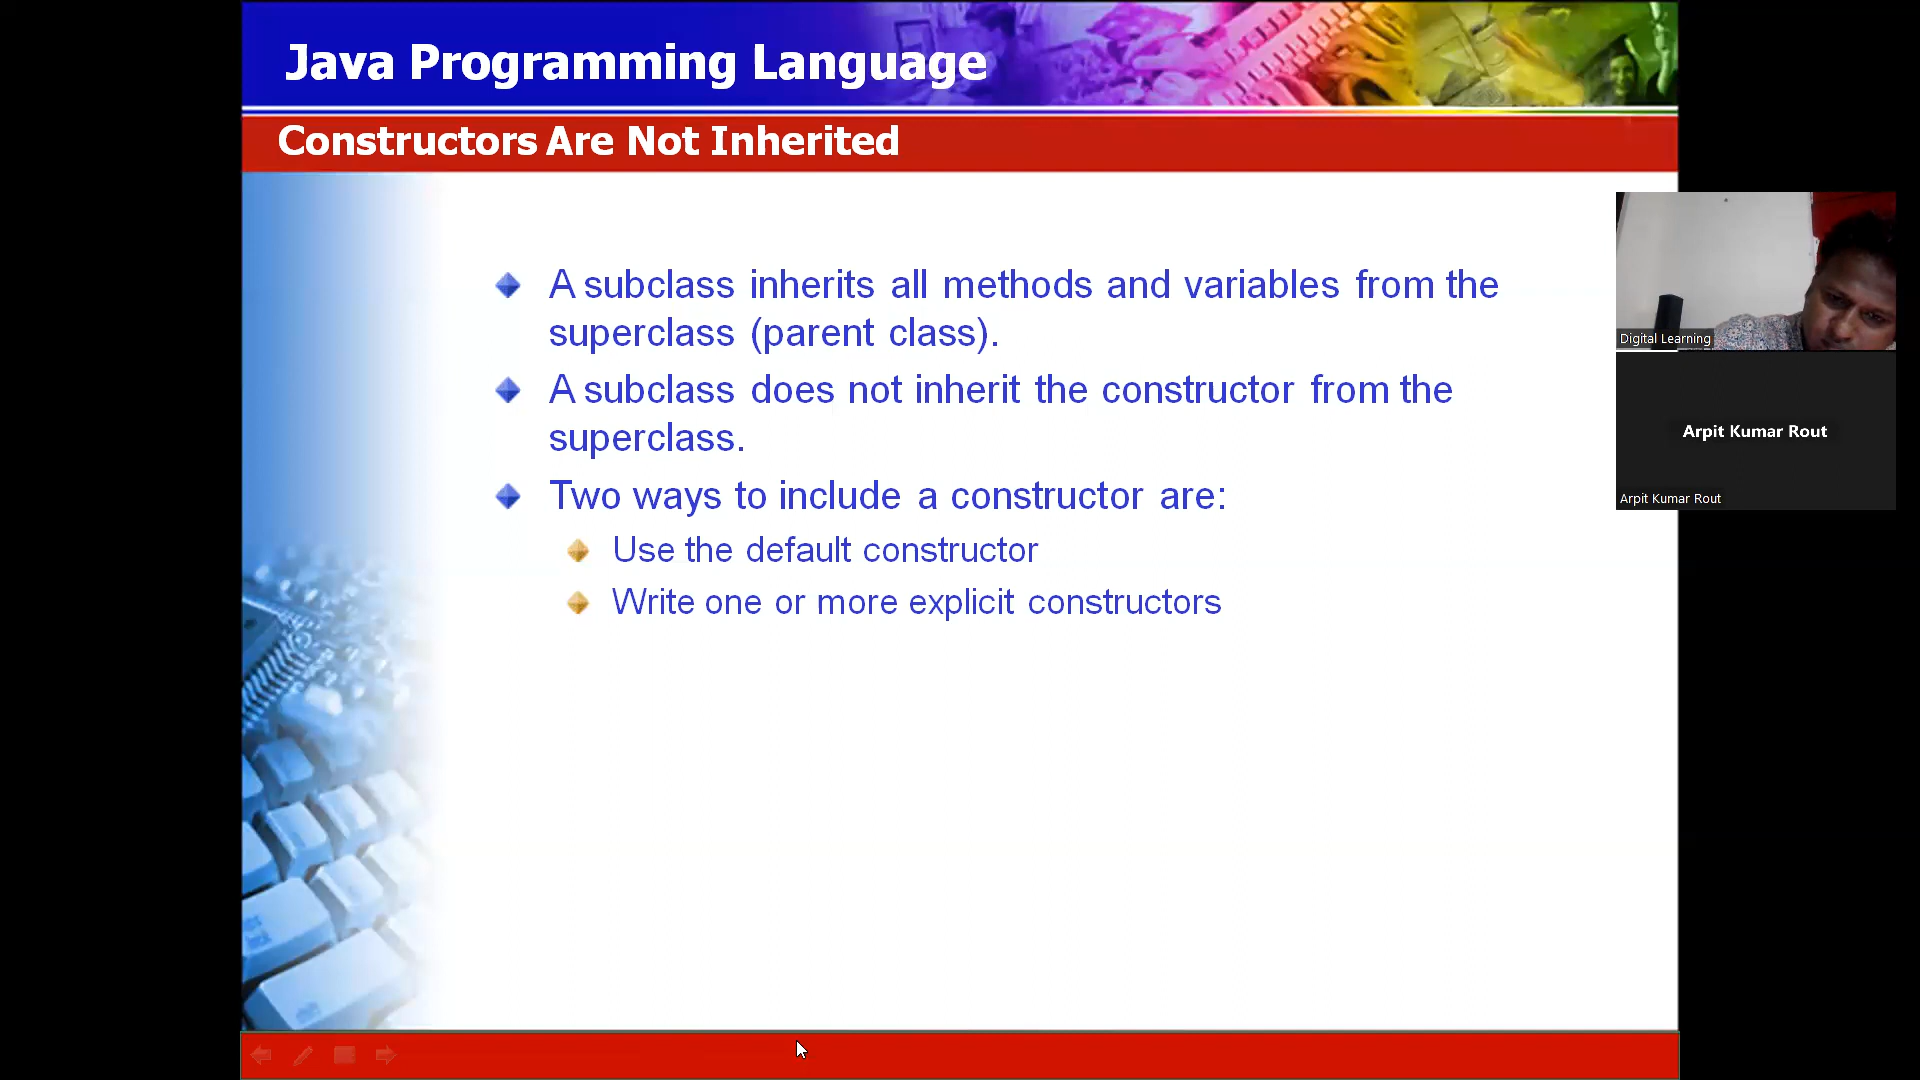 Java Programming Language
Constructors Are Not Inherited
A subclass inherits all methods and variables from the
superclass (parent class).
A subclass does not inherit the constructor from the
superclass.
Two ways to include a constructor are:
Use the default constructor
Write one or more explicit constructors
Digital Learning
Arpit Kumar Rout
Arpit Kumar Rout